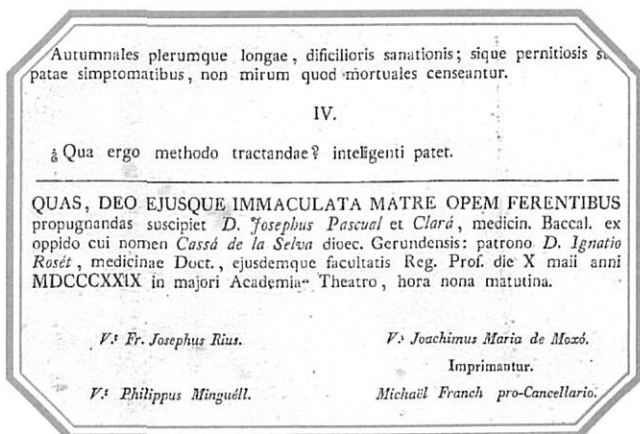 Autumnales plerumque longae, dificilioris sanationis; sique pernitiosis
patae simptomatibus, non mirum quod mortuales censeantur.
IV.
¿Qua ergo methodo tractandae? inteligenti patet.
QUAS, DEO EJUSQUE IMMACULATA MATRE OPEM FERENTIBUS
propugnandas suscipiet D. Josephus Pascual et Clará, medicin. Baccal. ex
oppido cui nomen Cassá de la Selva dioec. Gerundensis: patrono D. Ignatio
Rosét, medicinae Doct., ejusdemque facultatis Reg. Prof. die X maii anni
MDCCCXXIX in majori Academiae Theatro, hora nona matutina.
V.t Fr. Josephus Rius.
V.t Joachimus Maria de Moxó.
Imprimantur.
V.t Philippus Minguéll.
Michaël Franch pro-Cancellario.